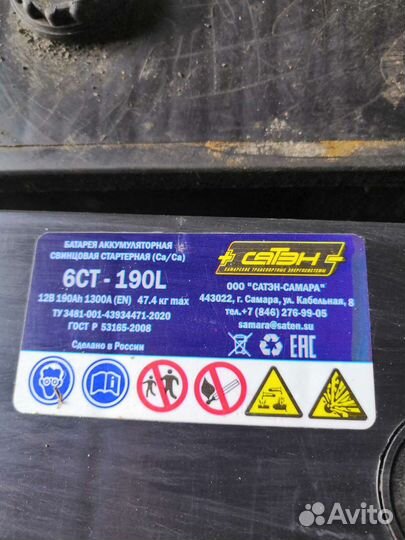 БАТАРЕЯ АККУМУЛЯТОРНАЯ
СВИНЦОВАЯ СТАРТЕРНАЯ (Ca/Ca)
6СТ - 190L
12В 190Ah 1300A (EN) 47.4 кг max
ТУ 3481-001-43934471-2020
ГОСТ Р 53165-2008
Сделано в России
САТЭН
САМАРСКИЕ ТРАНСПОРТНЫЕ ЭНЕРГОСИСТЕМЫ
ООО "САТЭН-САМАРА"
443022, г. Самара, ул. Кабельная, 8
тел.+7 (846) 276-99-05
samara@saten.su
EAC
Avito